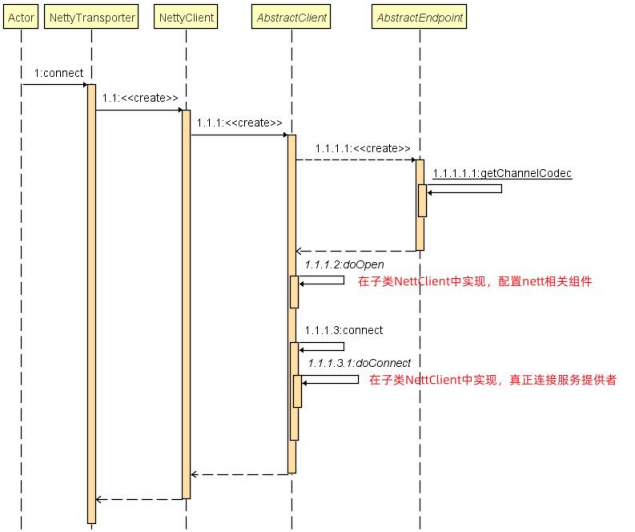 Actor
NettyTransporter
NettyClient
AbstractClient
AbstractEndpoint
1:connect
1.1:<<create>>
1.1.1:<<create>>
1.1.1.1:<<create>>
1.1.1.1.1:getChannelCodec
1.1.1.2:doOpen
在子类NettClient中实现，配置nett相关组件
1.1.1.3:connect
1.1.1.3.1:doConnect
在子类NettClient中实现，真正连接服务提供者